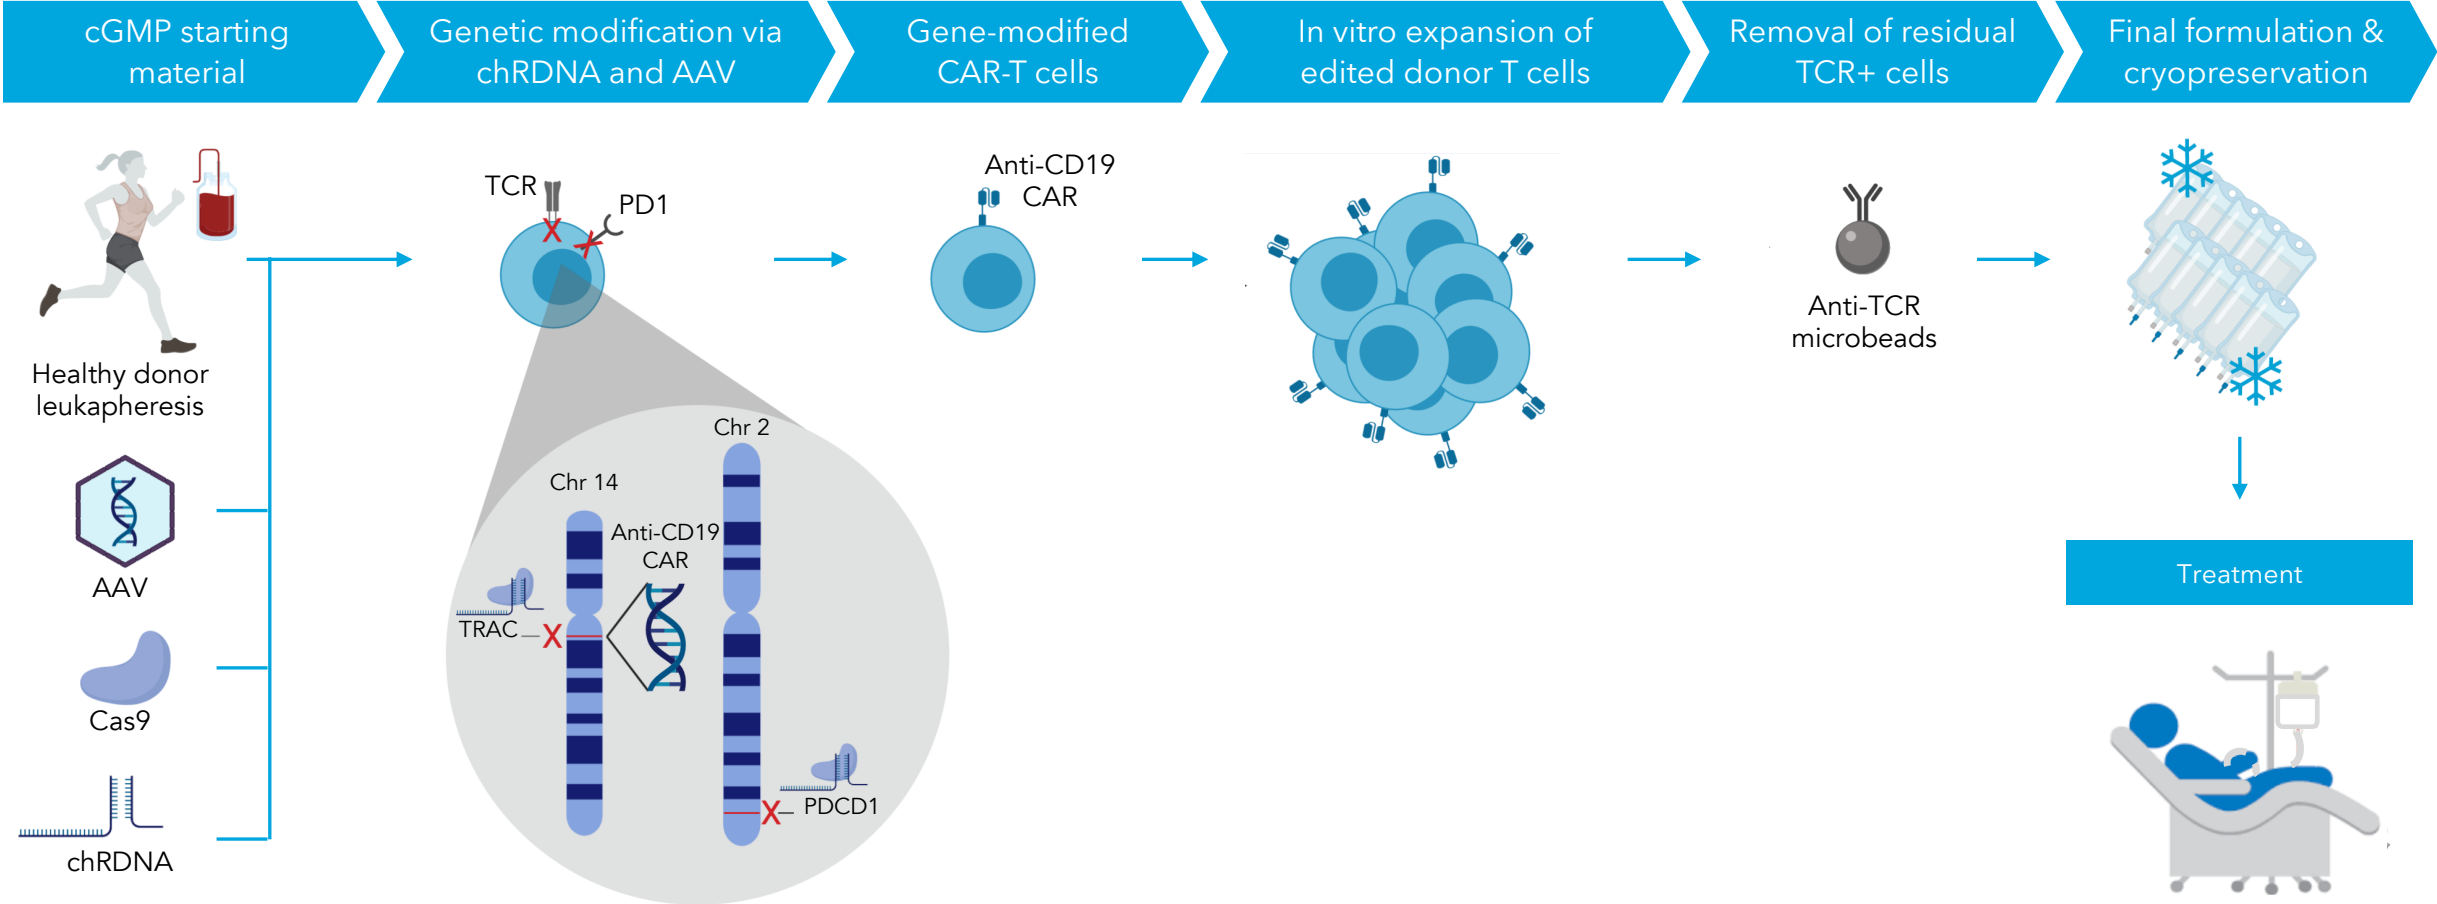 cGMP starting
material
Genetic modification via
chRDNA and AAV
Gene-modified
CAR-T cells
In vitro expansion of
edited donor T cells
Removal of residual
TCR+ cells
Final formulation &
cryopreservation
Healthy donor
leukapheresis
AAV
Cas9
chRDNA
TCR
PD1
Chr 14
Chr 2
Anti-CD19
CAR
TRAC
PDCD1
Anti-CD19
CAR
Anti-TCR
microbeads
Treatment